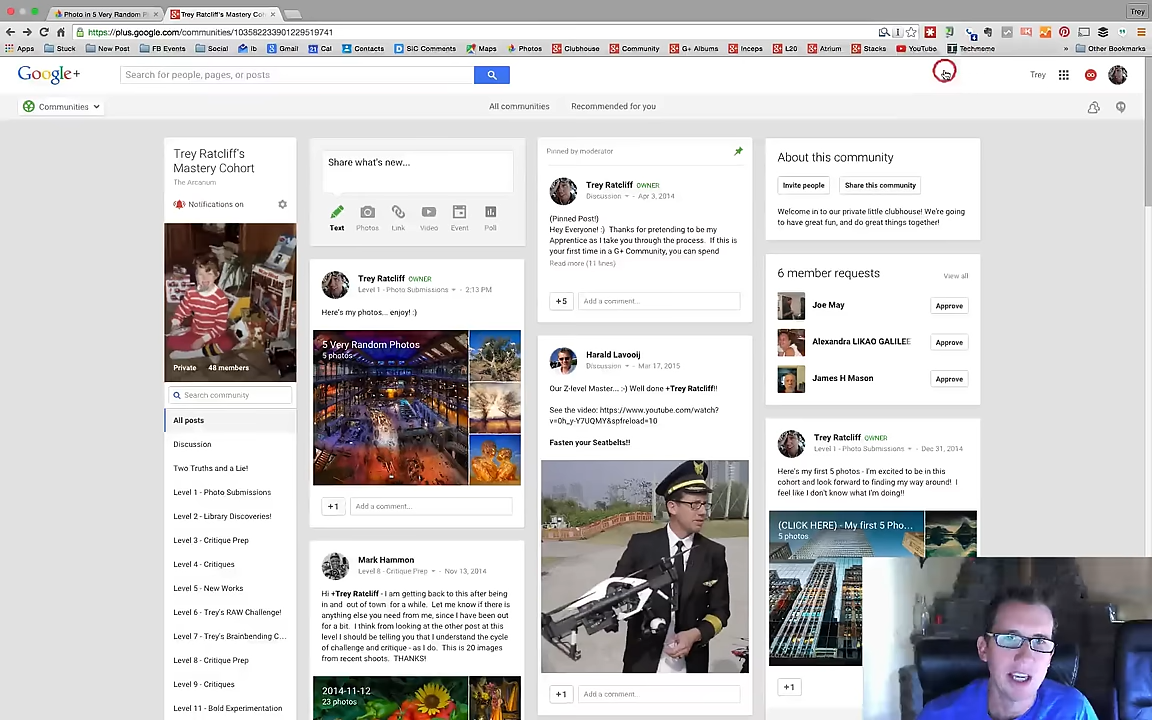 Photo in 5 Very Random P
Trey Ratcliff's Mastery Coh
Trey
https://plus.google.com/communities/103582339012295​19741
Apps
Stuck
New Post
FB Events
Social
Ib
Gmail
Cal
Contacts
SiC Comments
Maps
Photos
Clubhouse
Community
G+ Albums
Inceps
L20
Atrium
Stacks
YouTube
Techmeme
»
Other Bookmarks
Google+
Search for people, pages, or posts
Trey
Communities
All communities
Recommended for you
Trey Ratcliff's
Mastery Cohort
The Arcanum
Notifications on
Private
48 members
Search community
All posts
Discussion
Two Truths and a Lie!
Level 1 - Photo Submissions
Level 2 - Library Discoveries!
Level 3 - Critique Prep
Level 4 - Critiques
Level 5 - New Works
Level 6 - Trey's RAW Challenge!
Level 7 - Trey's Brainbending C...
Level 8 - Critique Prep
Level 9 - Critiques
Level 11 - Bold Experimentation
Share what's new...
Text
Photos
Link
Video
Event
Poll
Trey Ratcliff OWNER
Level 1 - Photo Submissions
2:13 PM
Here's my photos... enjoy! :)
5 Very Random Photos
5 photos
+1
Add a comment...
Mark Hammon
Level 8 - Critique Prep
Nov 13, 2014
Hi +Trey Ratcliff - I am getting back to this after being
in and out of town for a while. Let me know if there is
anything else you need from me, since I have been out
for a bit. I think from looking at the other post at this
level I should be telling you that I understand the cycle
of challenge and critique - as I do. This is 20 images
from recent shoots. THANKS!
2014-11-12
23 photos
Pinned by moderator
Trey Ratcliff OWNER
Discussion
Apr 3, 2014
(Pinned Post!)
Hey Everyone! :) Thanks for pretending to be my
Apprentice as I take you through the process. If this is
your first time in a G+ Community, you can spend
Read more (11 lines)
+5
Add a comment...
Harald Lavooij
Discussion
Mar 17, 2015
Our Z-level Master... :-) Well done +Trey Ratcliff!!
See the video: https://www.youtube.com/watch?
v=0h_y-Y7UQMY&spfreload=10
Fasten your Seatbelts!!
+1
Add a comment...
About this community
Invite people
Share this community
Welcome in to our private little clubhouse! We're going
to have great fun, and do great things together!
6 member requests
View all
Joe May
Approve
Alexandra LIKAO GALILEE
Approve
James H Mason
Approve
Trey Ratcliff OWNER
Level 1 - Photo Submissions
Dec 31, 2014
Here's my first 5 photos - I'm excited to be in this
cohort and look forward to finding my way around! I
feel like I don't know what I'm doing!!
(CLICK HERE) - My first 5 Pho...
5 photos
+1